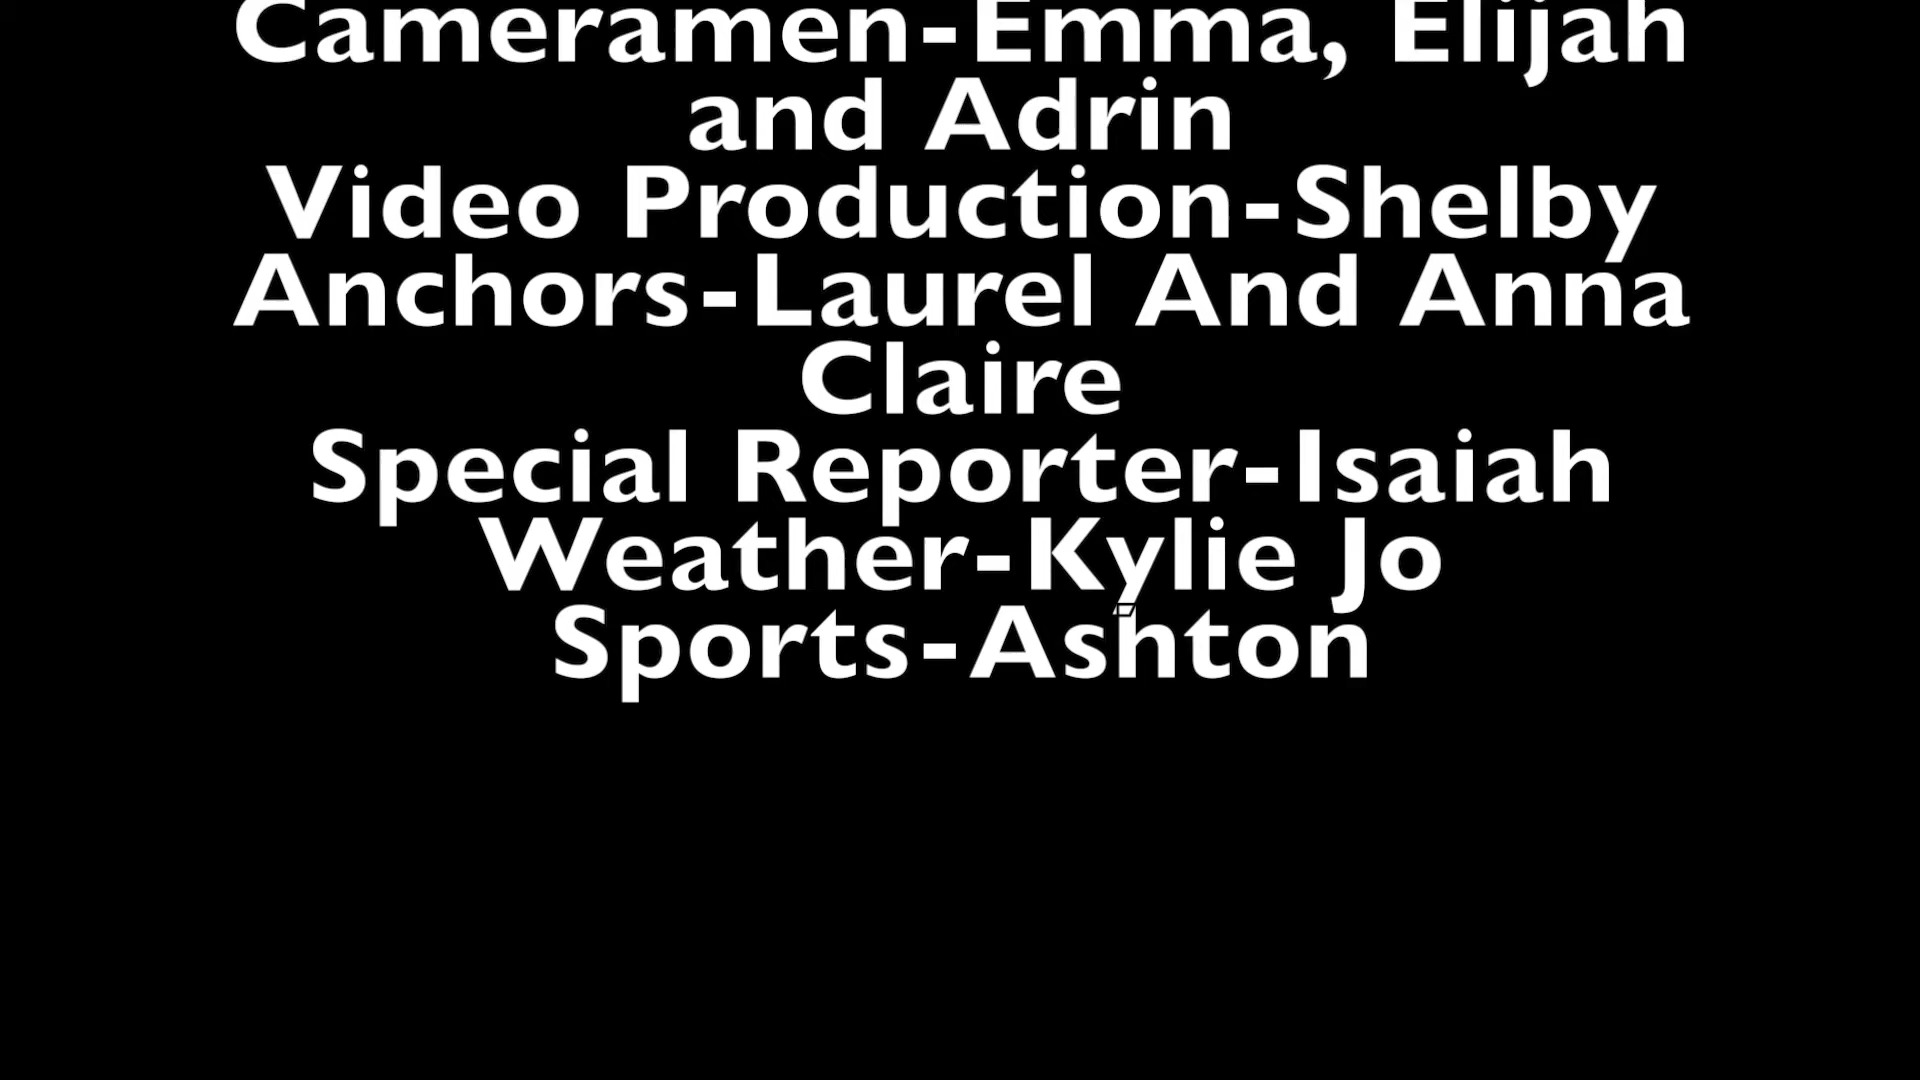 Cameramen-Emma, Elijah
and Adrin
Video Production-Shelby
Anchors-Laurel And Anna
Claire
Special Reporter-Isaiah
Weather-Kylie Jo
Sports-Ashton